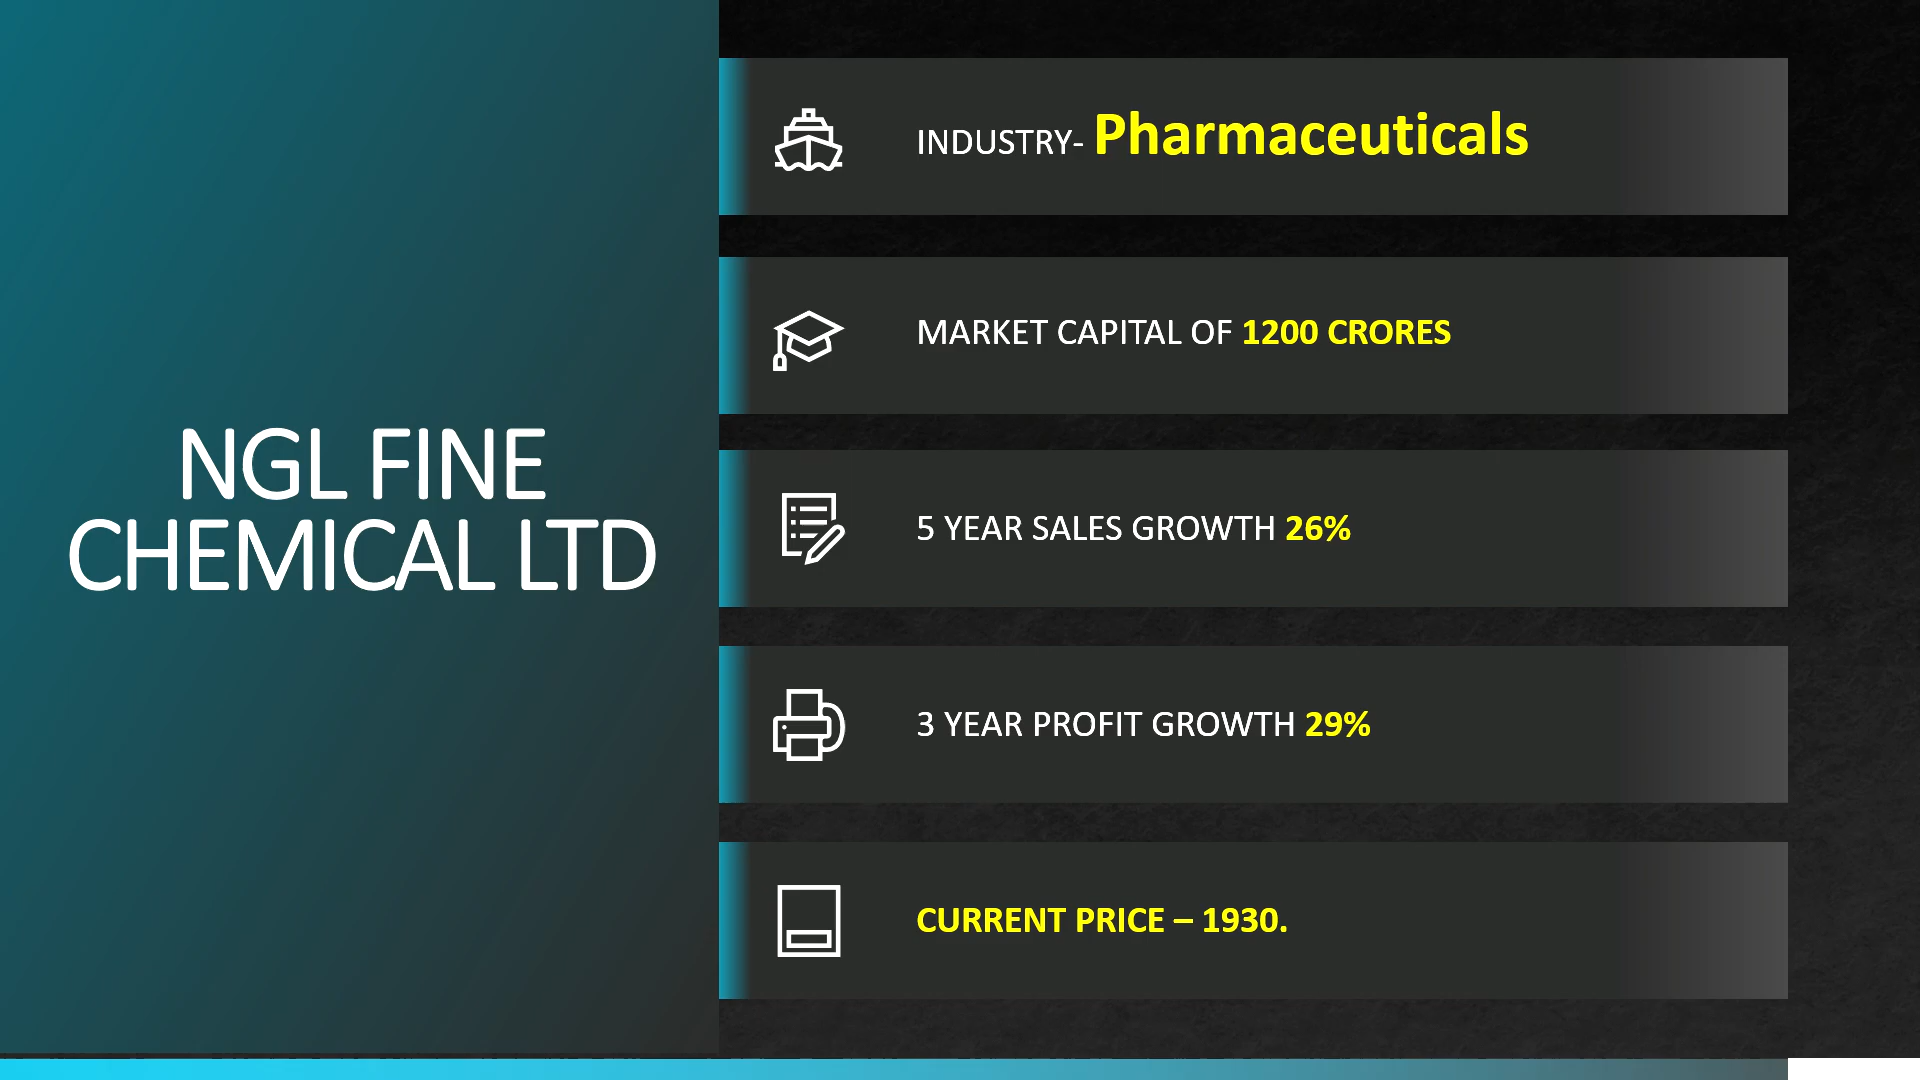 NGL FINE
CHEMICAL LTD
INDUSTRY- Pharmaceuticals
MARKET CAPITAL OF 1200 CRORES
5 YEAR SALES GROWTH 26%
3 YEAR PROFIT GROWTH 29%
CURRENT PRICE – 1930.